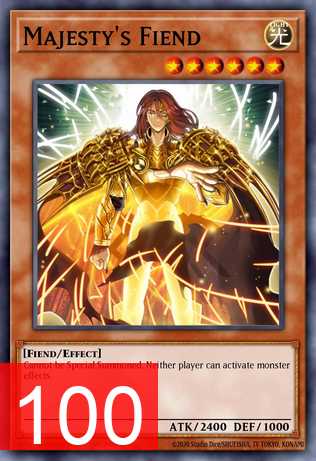 MAJESTY'S FIEND
LIGHT
光
[FIEND/EFFECT]
Cannot be Special Summoned. Neither player can activate monster
effects.
100
ATK/2400 DEF/1000
©2020 Studio Dice/SHUEISHA, TV TOKYO, KONAMI